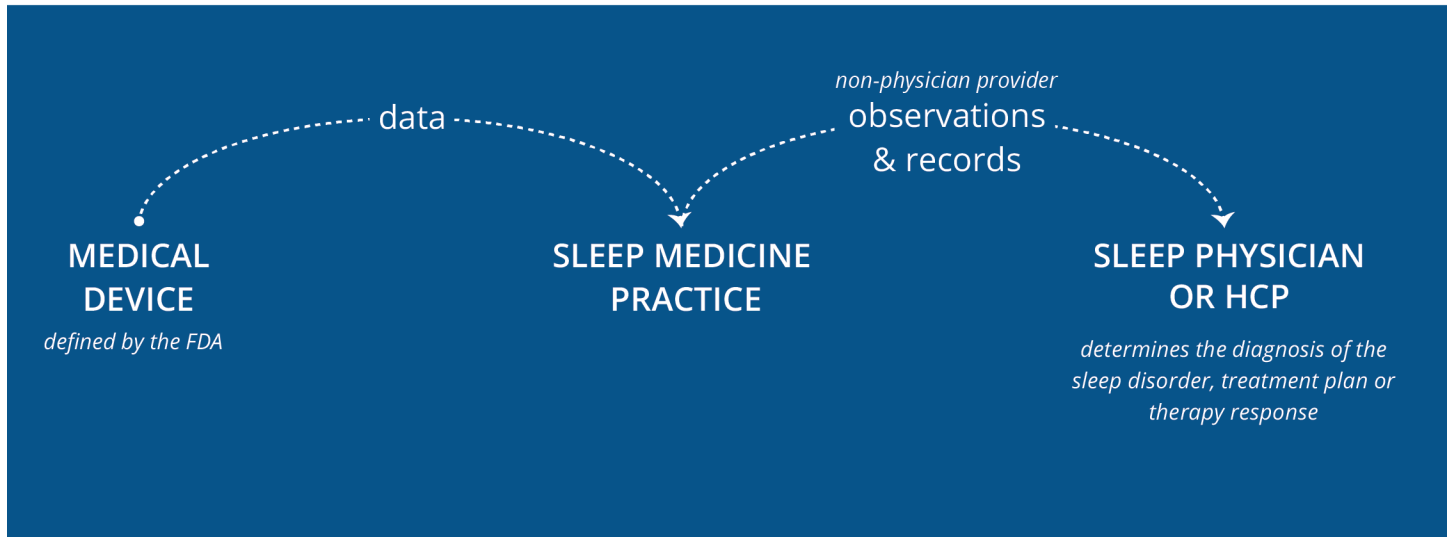 data
non-physician provider
observations
& records
MEDICAL
DEVICE
defined by the FDA
SLEEP MEDICINE
PRACTICE
SLEEP PHYSICIAN
OR HCP
determines the diagnosis of the
sleep disorder, treatment plan or
therapy response